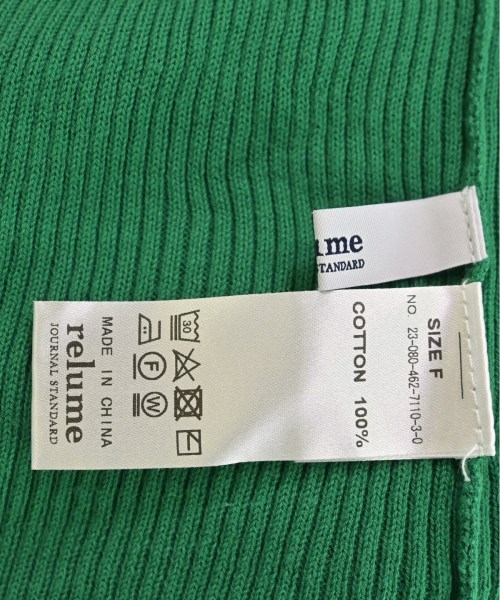 ume
STANDARD
SIZE F
NO. 23-080-462-7110-3-0
COTTON 100%
30
F W
MADE IN CHINA
relume
JOURNAL STANDARD